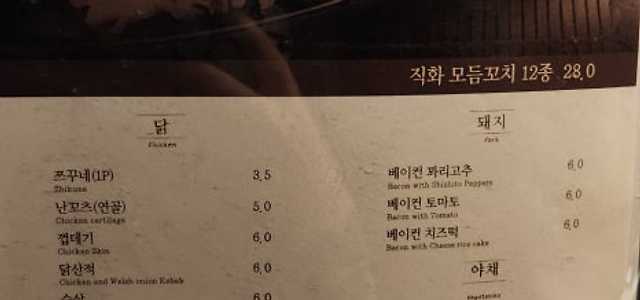 직화 모듬꼬치 12종 28.0
닭
Chicken
쯔꾸네(1P) 3.5
Zhikuna
난꼬츠(연골) 5.0
Chicken cartilage
껍데기 6.0
Chicken Skin
닭산적 6.0
Chicken and Welsh onion Kebab
6.0
돼지
Pork
베이컨 꽈리고추 6.0
Bacon with Shishito Peppers
베이컨 토마토 6.0
Bacon with Tomato
베이컨 치즈떡 6.0
Bacon with Cheese rice cake
야채
Vegetables